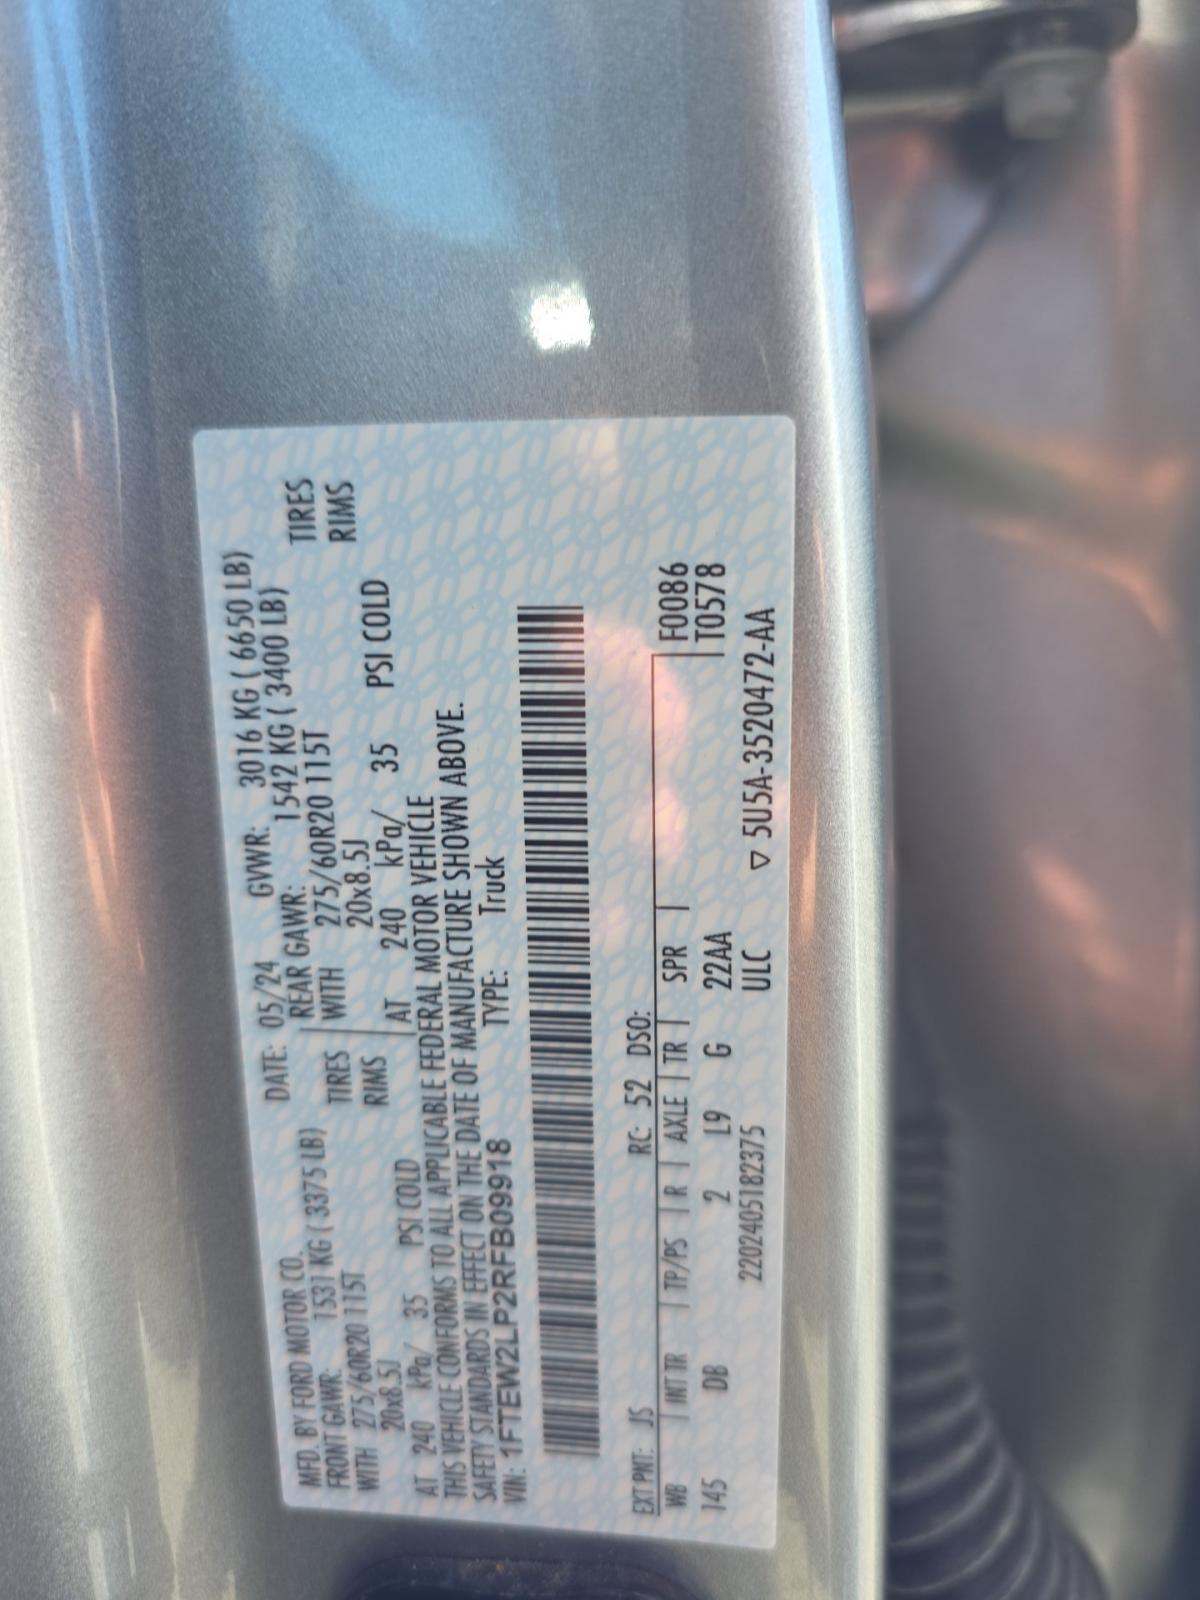 MFD. BY FORD MOTOR CO. DATE: 05/24 GVWR: 3016 KG ( 6650 LB)
FRONT GAWR: 1531 KG ( 3375 LB) REAR GAWR: 1542 KG ( 3400 LB)
WITH 275/60R20 115T TIRES WITH 275/60R20 115T TIRES
20x8.5J RIMS 20x8.5J RIMS
AT 240 kPa/ 35 PSI COLD AT 240 kPa/ 35 PSI COLD
THIS VEHICLE CONFORMS TO ALL APPLICABLE FEDERAL MOTOR VEHICLE
SAFETY STANDARDS IN EFFECT ON THE DATE OF MANUFACTURE SHOWN ABOVE.
VIN: 1FTEW2LP2RFB09918 TYPE: Truck
EXT PNT: JS RC: 52 DSO:
WB | INT TR | TP/PS | R | AXLE | TR | SPR | F0086
145 DB 2 L9 G 22AA T0578
2202405182375 ULC ▽ 5U5A-3520472-AA